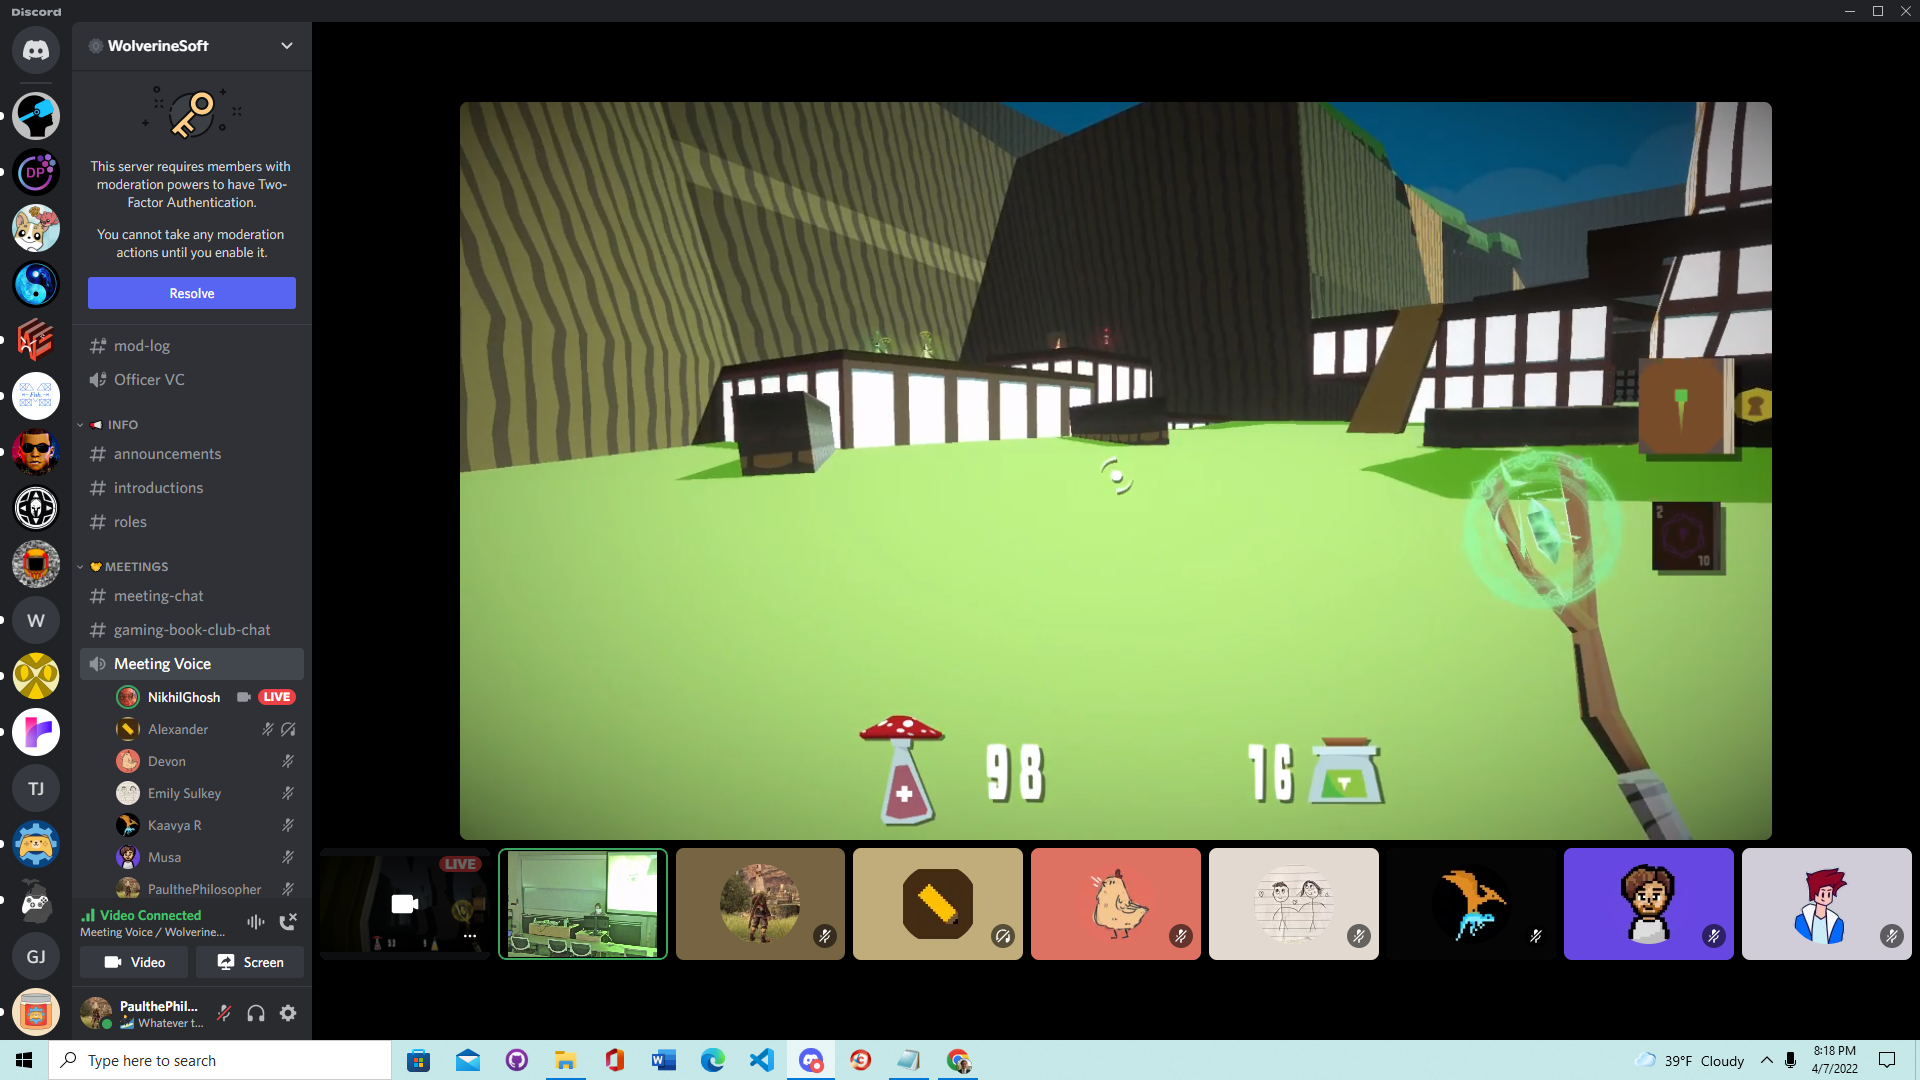 Discord
WolverineSoft
This server requires members with
moderation powers to have Two-
Factor Authentication.
You cannot take any moderation
actions until you enable it.
Resolve
mod-log
Officer VC
INFO
announcements
introductions
roles
MEETINGS
meeting-chat
gaming-book-club-chat
Meeting Voice
NikhilGhosh LIVE
Alexander
Devon
Emily Sulkey
Kaavya R
Musa
PaulthePhilosopher
Video Connected
Meeting Voice / Wolverine...
Video Screen
PaulthePhil...
Whatever t...
DP
W
TJ
GJ
2
10
98 16
T
LIVE
Type here to search
39°F Cloudy
8:18 PM
4/7/2022